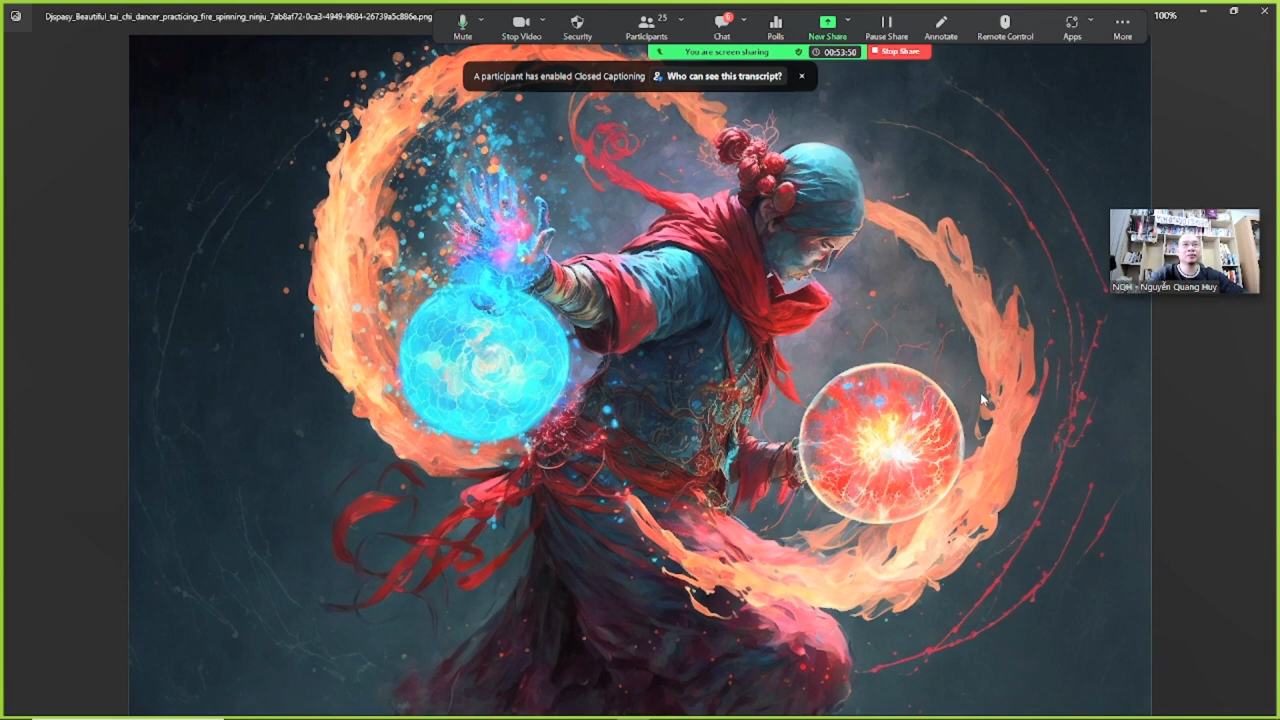 Djspasy_Beautiful_tai_chi_dancer_practicing_fire_spinning_ninju_7ab8af72-0ca3-4949-9684-26739a5c886e.png
100%
25
6
Mute
Stop Video
Security
Participants
Chat
Polls
New Share
Pause Share
Annotate
Remote Control
Apps
More
You are screen sharing
00:53:50
Stop Share
A participant has enabled Closed Captioning
Who can see this transcript?
NQH - Nguyễn Quang Huy